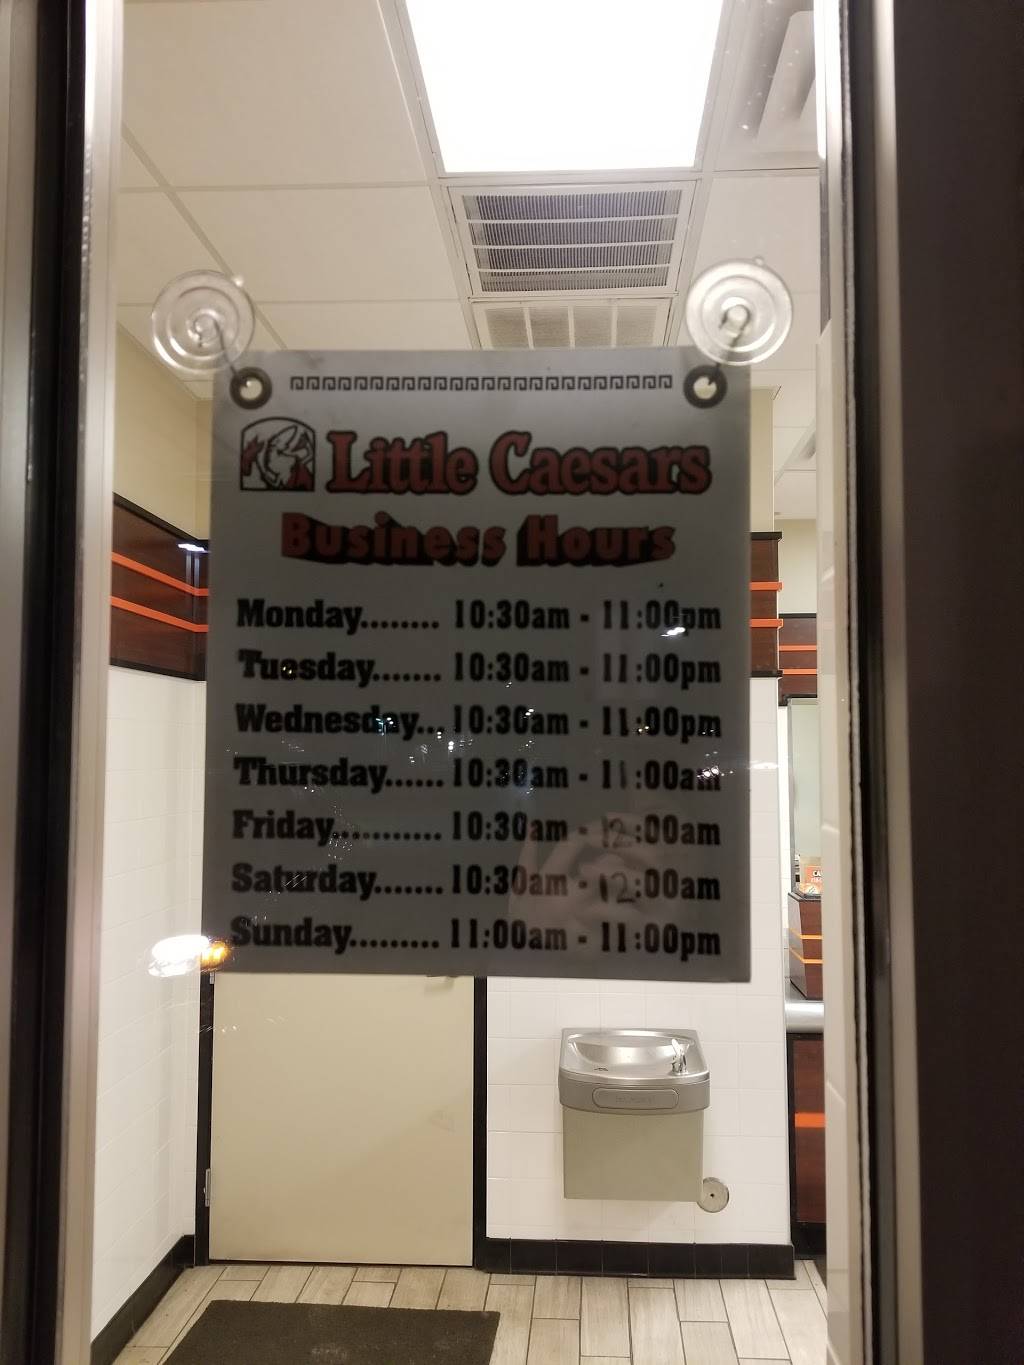 Little Caesars
Business Hours
Monday........ 10:30am - 11:00pm
Tuesday....... 10:30am - 11:00pm
Wednesday... 10:30am - 11:00pm
Thursday...... 10:30am - 11:00am
Friday........... 10:30am - 12:00am
Saturday....... 10:30am - 12:00am
Sunday......... 11:00am - 11:00pm